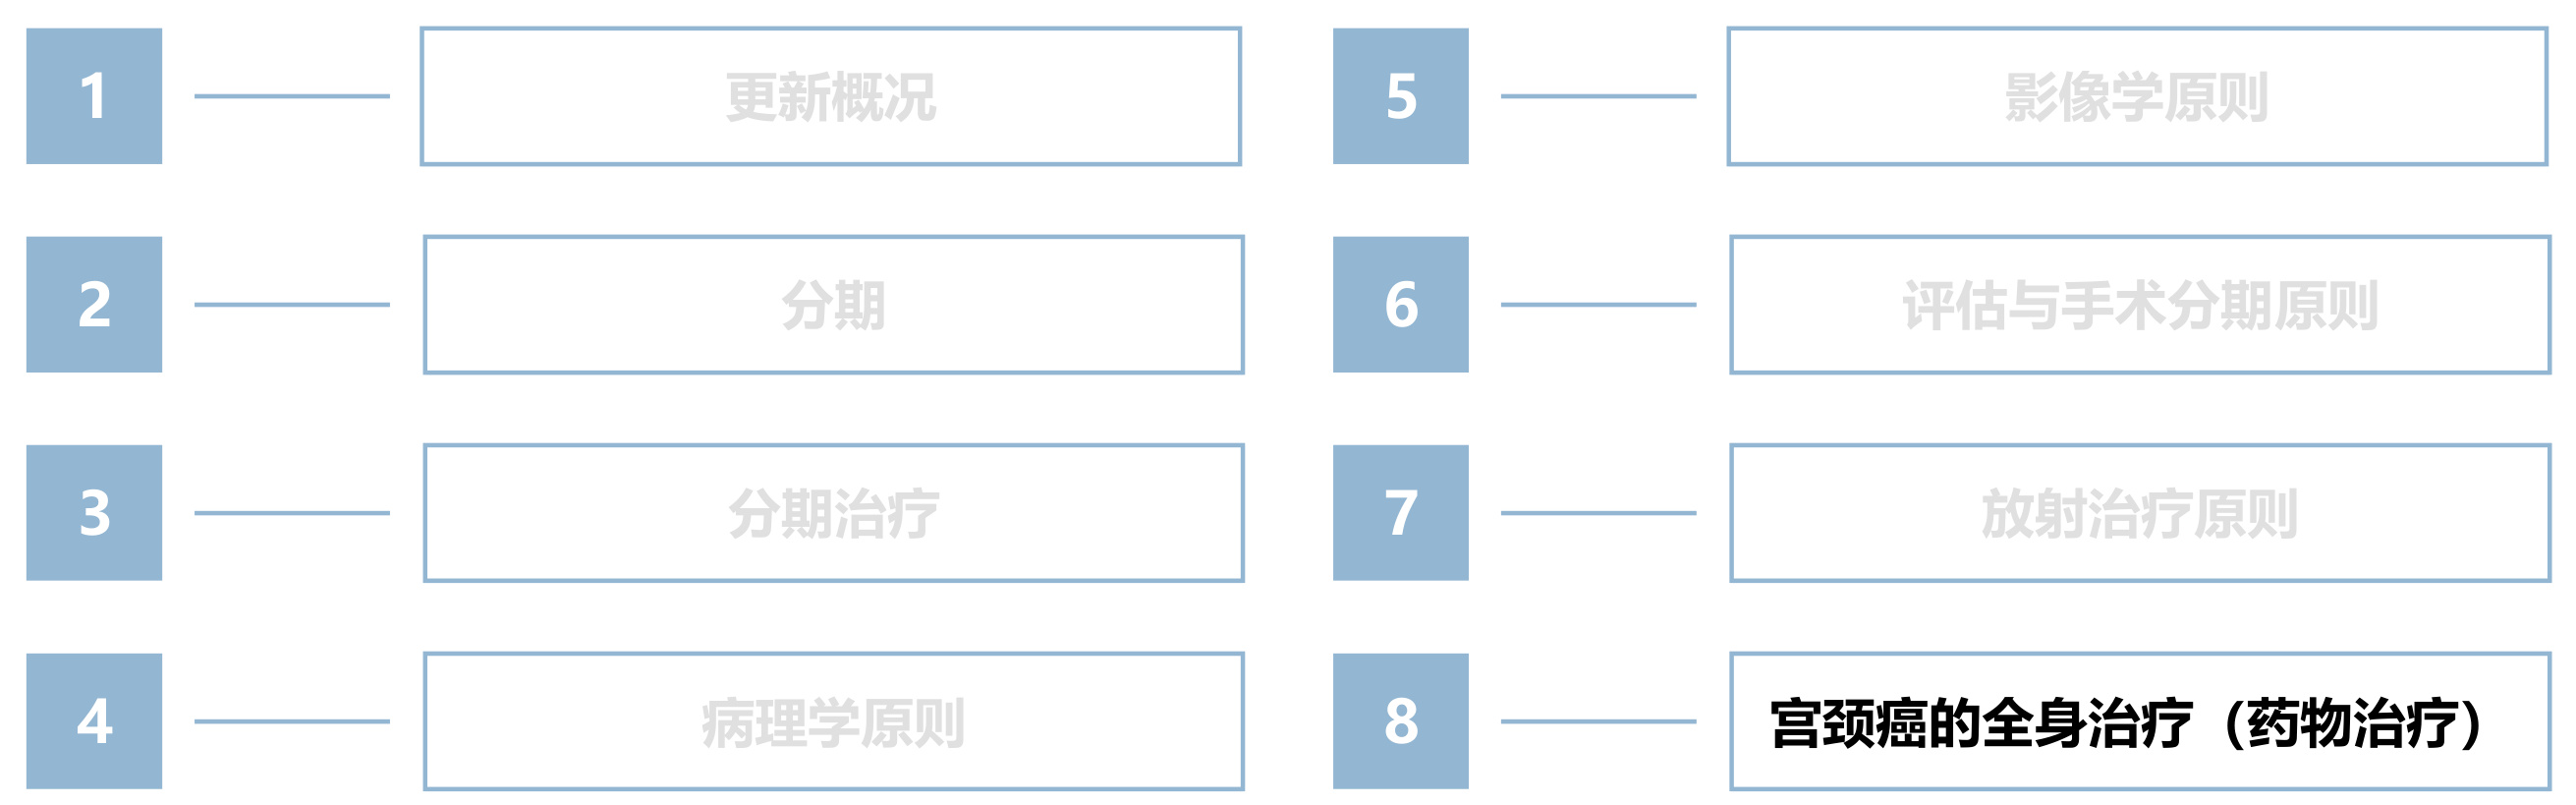 1
更新概况
2
分期
3
分期治疗
4
病理学原则
5
影像学原则
6
评估与手术分期原则
7
放射治疗原则
8
宫颈癌的全身治疗（药物治疗）